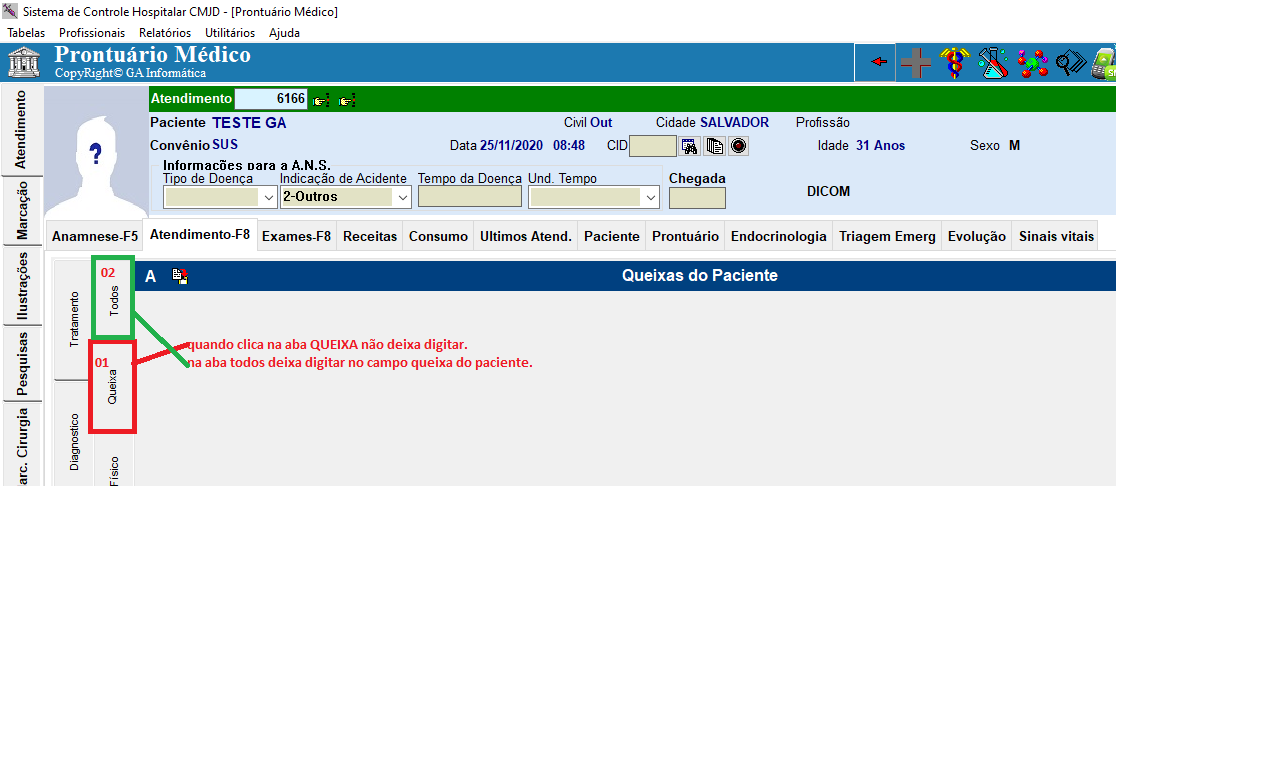 Sistema de Controle Hospitalar CMJD - [Prontuário Médico]
Tabelas Profissionais Relatórios Utilitários Ajuda
Prontuário Médico
CopyRight© GA Informática
Atendimento
Marcação
Ilustrações
Pesquisas
arc. Cirurgia
?
Atendimento 6166
Paciente TESTE GA Civil Out Cidade SALVADOR Profissão
Convênio SUS Data 25/11/2020 08:48 CID Idade 31 Anos Sexo M
Informações para a A.N.S.
Tipo de Doença Indicação de Acidente Tempo da Doença Und. Tempo Chegada
2-Outros DICOM
Anamnese-F5 Atendimento-F8 Exames-F8 Receitas Consumo Ultimos Atend. Paciente Prontuário Endocrinologia Triagem Emerg Evolução Sinais vitais
Tratamento
Diagnostico
02
Todos
01
Queixa
Físico
A Queixas do Paciente
quando clica na aba QUEIXA não deixa digitar.
na aba todos deixa digitar no campo queixa do paciente.